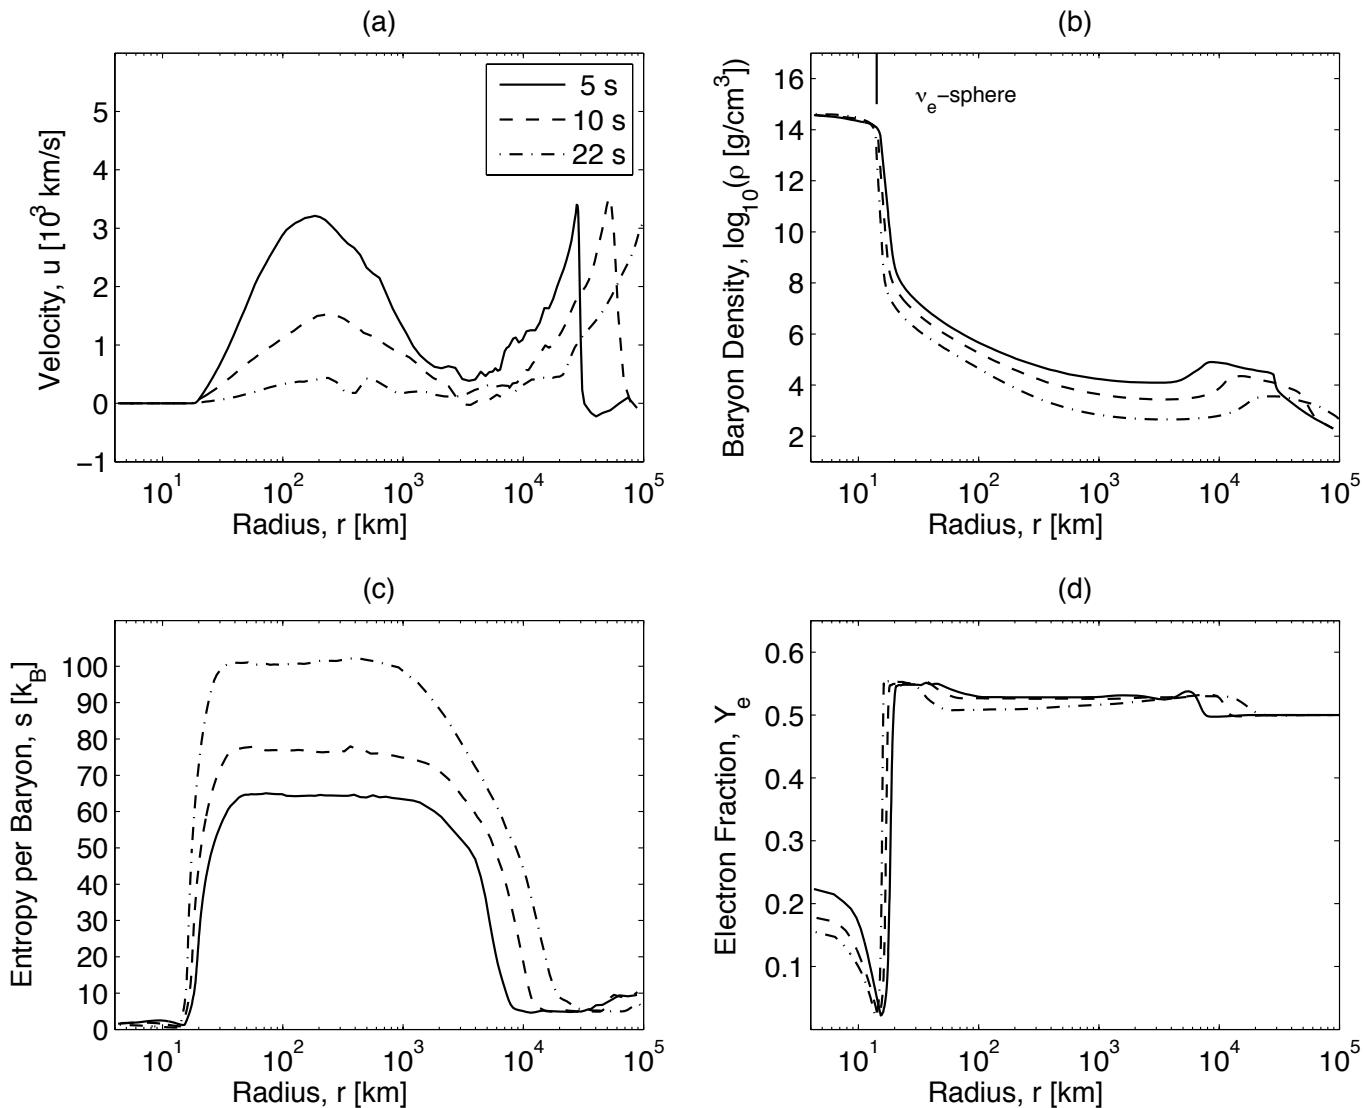 (a)
Velocity, u [10³ km/s]
5
4
3
2
1
0
−1
5 s
10 s
22 s
10¹ 10² 10³ 10⁴ 10⁵
Radius, r [km]
(b)
Baryon Density, log₁₀(ρ [g/cm³])
16
14
12
10
8
6
4
2
νₑ−sphere
10¹ 10² 10³ 10⁴ 10⁵
Radius, r [km]
(c)
Entropy per Baryon, s [k_B]
100
90
80
70
60
50
40
30
20
10
0
10¹ 10² 10³ 10⁴ 10⁵
Radius, r [km]
(d)
Electron Fraction, Yₑ
0.6
0.5
0.4
0.3
0.2
0.1
10¹ 10² 10³ 10⁴ 10⁵
Radius, r [km]